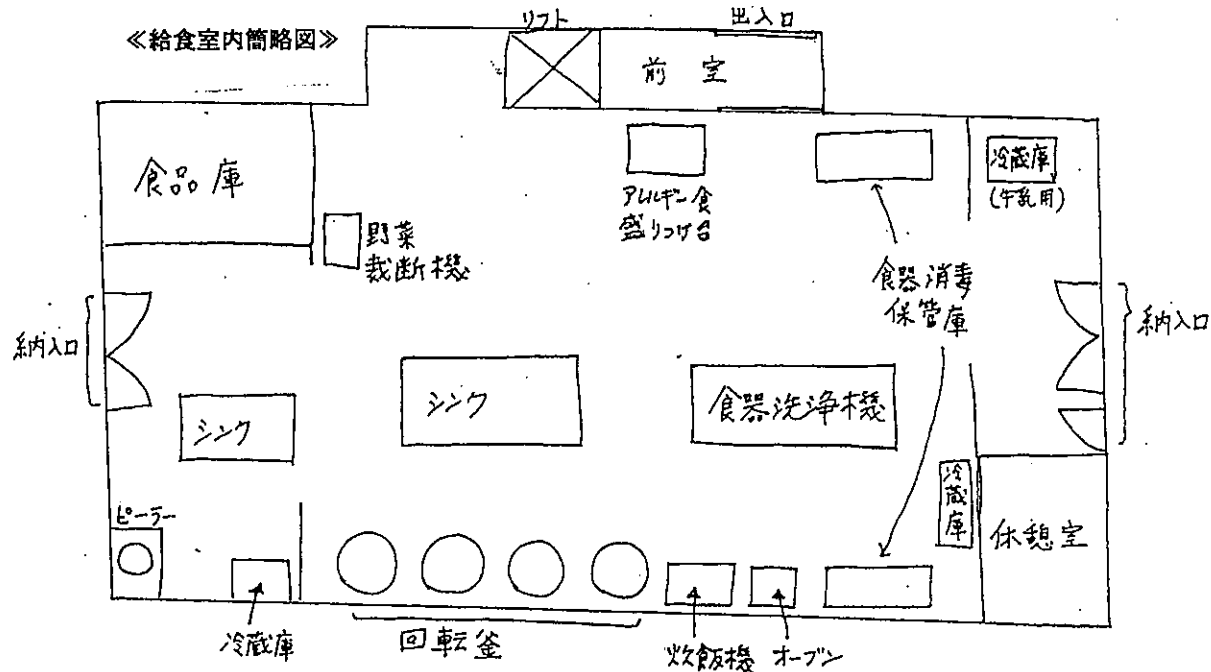 ≪給食室内簡略図≫
リフト
出入口
前室
食品庫
冷蔵庫
(牛乳用)
アレルギー食
盛りつけ台
野菜
裁断機
食器消毒
保管庫
納入口
納入口
シンク
シンク
食器洗浄機
ピーラー
冷蔵庫
休憩室
冷蔵庫
回転釜
炊飯機
オーブン